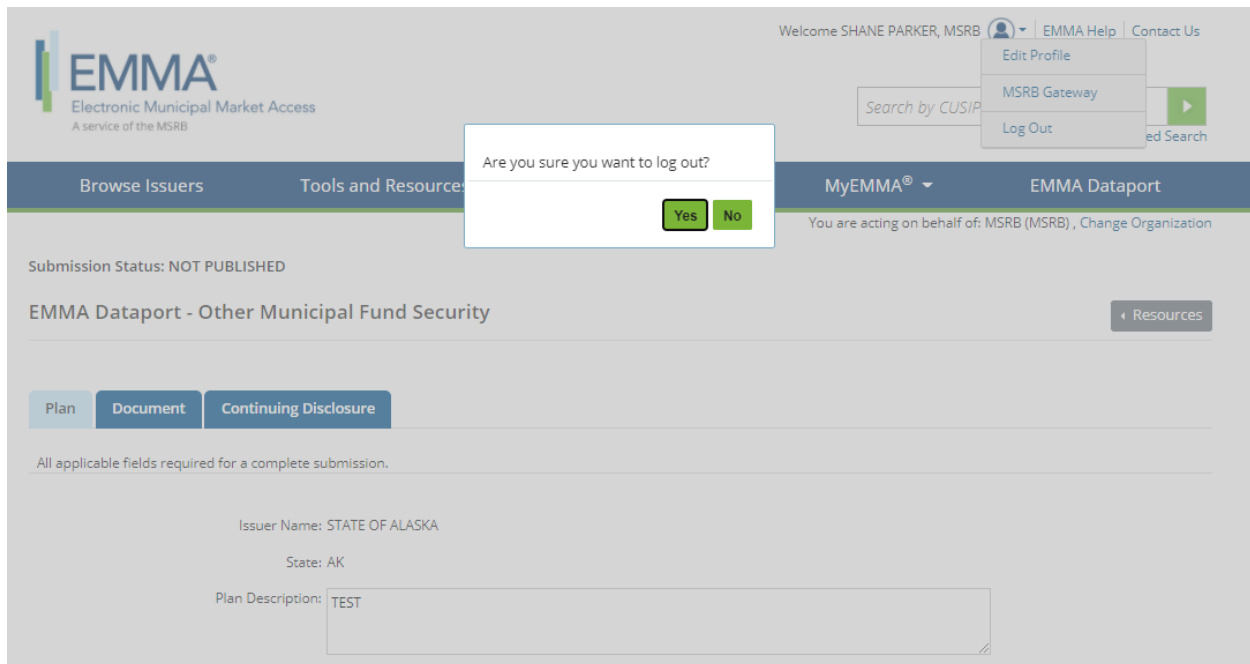 Welcome SHANE PARKER, MSRB
EMMA Help
Contact Us
Edit Profile
MSRB Gateway
Log Out
EMMA®
Electronic Municipal Market Access
A service of the MSRB
Search by CUSIP
Search
Are you sure you want to log out?
Yes
No
Browse Issuers
Tools and Resources
MyEMMA®
EMMA Dataport
You are acting on behalf of: MSRB (MSRB) , Change Organization
Submission Status: NOT PUBLISHED
EMMA Dataport - Other Municipal Fund Security
Resources
Plan
Document
Continuing Disclosure
All applicable fields required for a complete submission.
Issuer Name: STATE OF ALASKA
State: AK
Plan Description: TEST